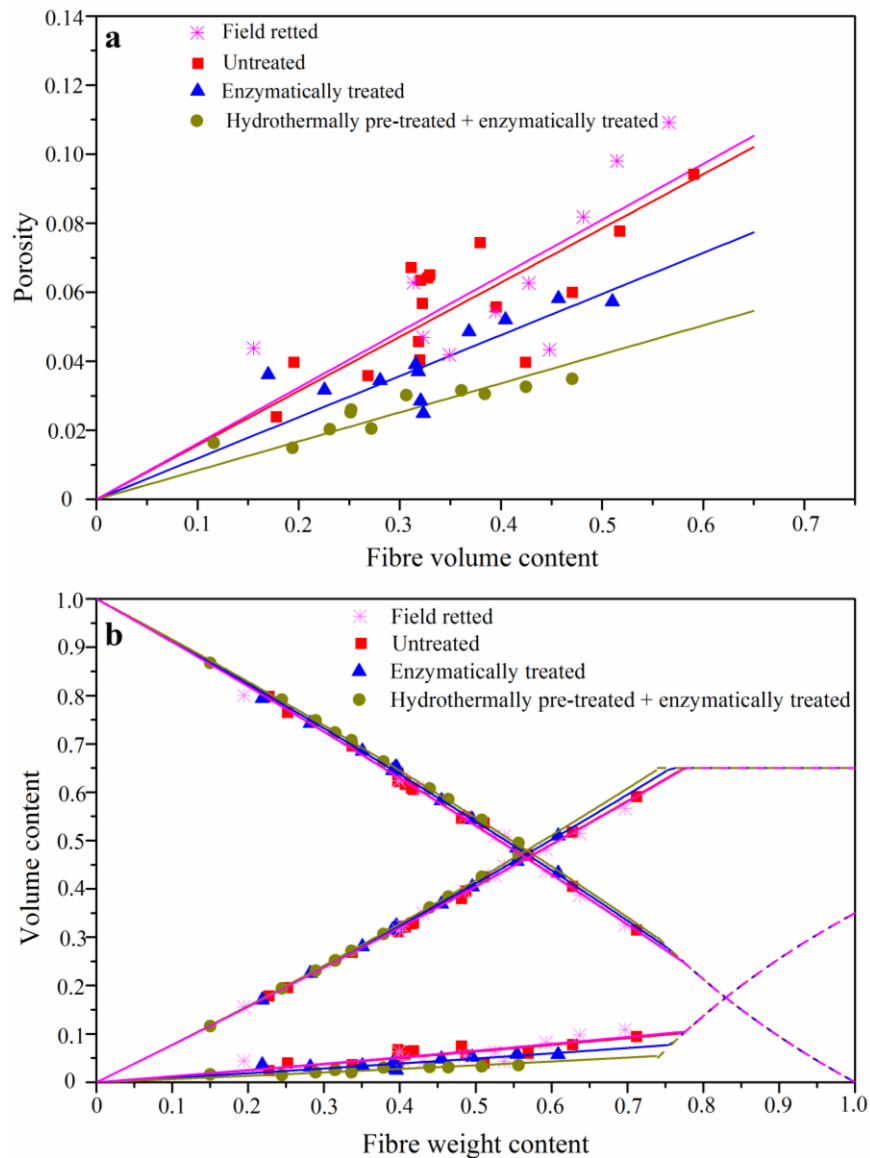 0.14
a
Field retted
Untreated
0.12
Enzymatically treated
Hydrothermally pre-treated + enzymatically treated
0.10
0.08
Porosity
0.06
0.04
0.02
0
0 0.1 0.2 0.3 0.4 0.5 0.6 0.7
Fibre volume content
1.0
b
Field retted
0.9
Untreated
Enzymatically treated
0.8
Hydrothermally pre-treated + enzymatically treated
0.7
0.6
0.5
Volume content
0.4
0.3
0.2
0.1
0
0 0.1 0.2 0.3 0.4 0.5 0.6 0.7 0.8 0.9 1.0
Fibre weight content